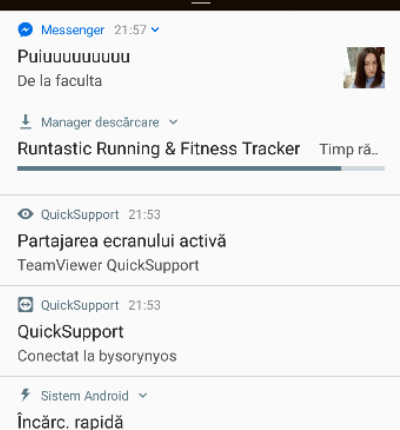 Messenger 21:57
Puiuuuuuuuuu
De la faculta
Manager descărcare
Runtastic Running & Fitness Tracker Timp ră..
QuickSupport 21:53
Partajarea ecranului activă
TeamViewer QuickSupport
QuickSupport 21:53
QuickSupport
Conectat la bysorynyos
Sistem Android
Încărc. rapidă